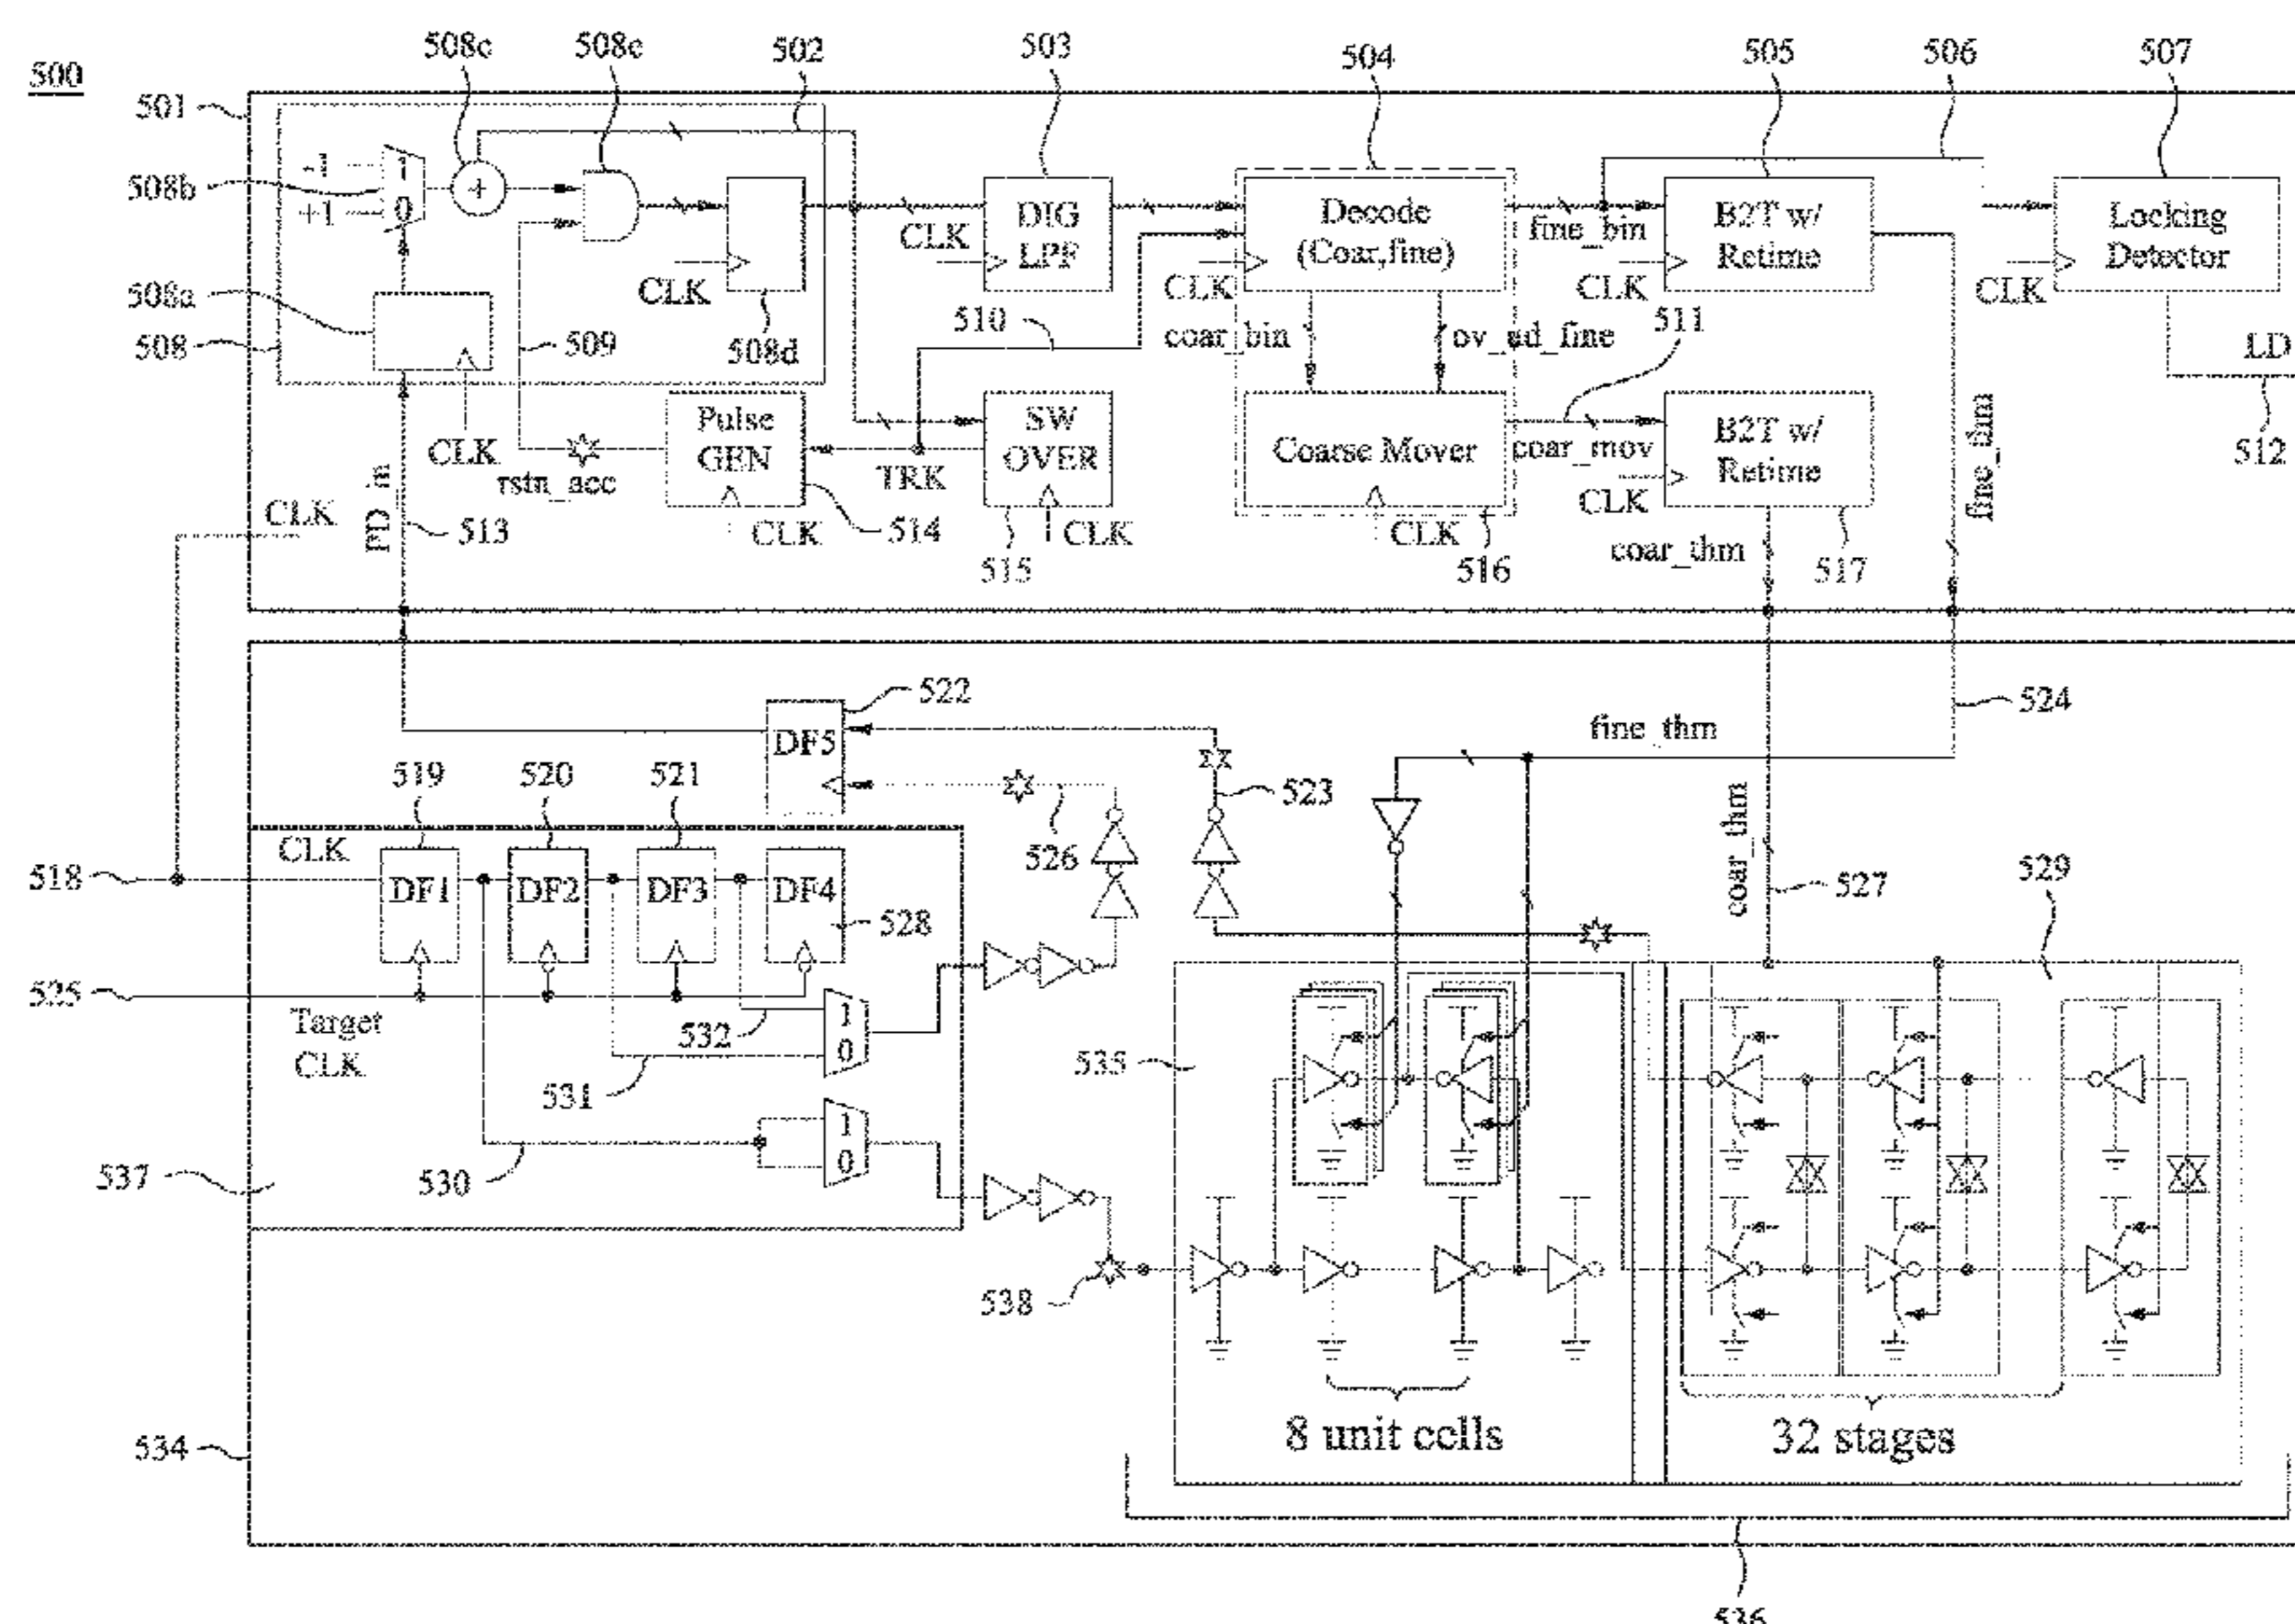 500
508c
508e
502
503
504
505
506
507
501
-1
508b
+1
1
0
+
508a
508
CLK
508d
509
CLK
DIG
LPF
CLK
Decode
(Coar,fine)
fine_bin
CLK
B2T w/
Retime
CLK
Locking
Detector
510
coar_bin
ov_ud_fine
511
LD
512
CLK
PD_in
513
CLK
rstn_acc
Pulse
GEN
CLK
514
TRK
SW
OVER
515
CLK
Coarse Mover
CLK
516
coar_mov
CLK
B2T w/
Retime
517
coar_thm
fine_thm
522
DF5
523
526
fine_thm
524
coar_thm
527
529
518
CLK
519
520
521
DF1
DF2
DF3
DF4
528
525
Target
CLK
532
531
1
0
530
1
0
537
538
535
8 unit cells
32 stages
534
536